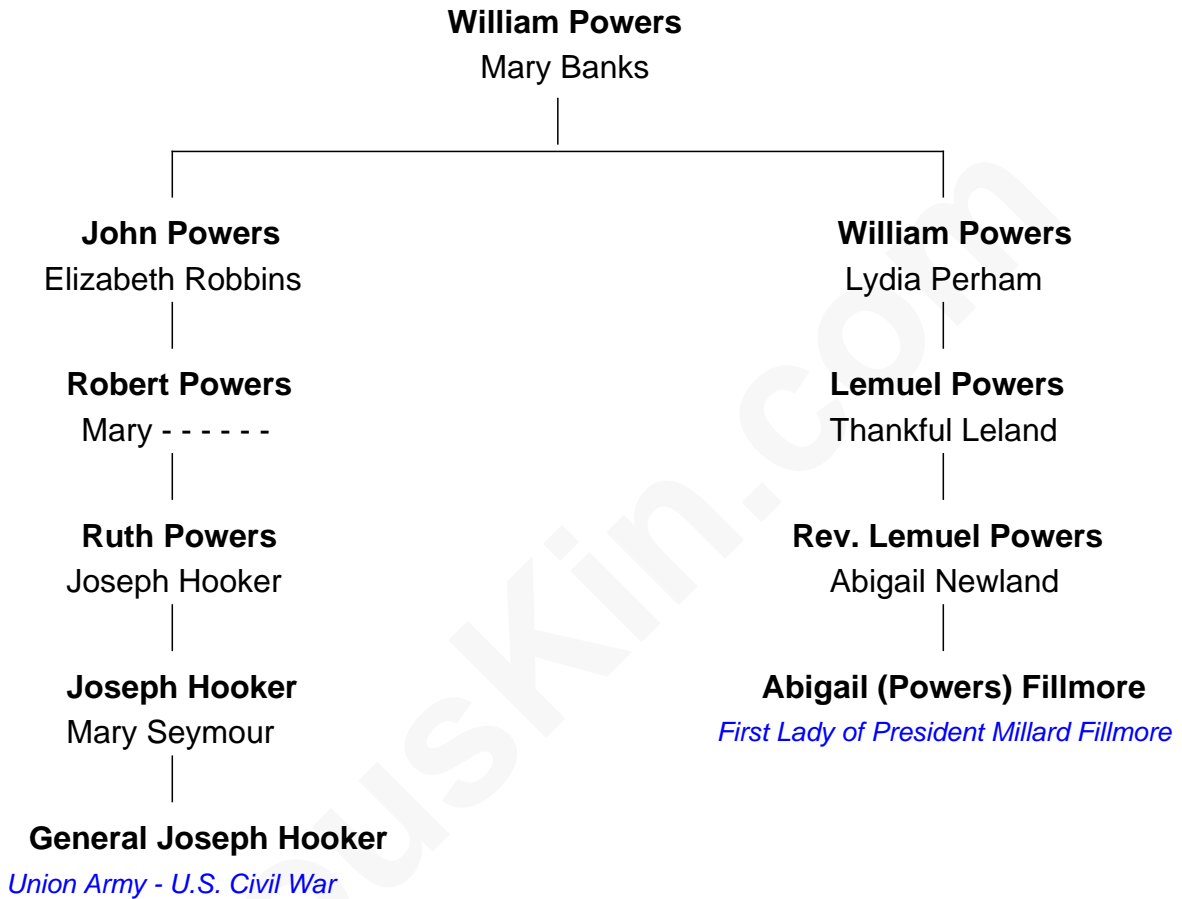 William Powers
Mary Banks
John Powers
Elizabeth Robbins
William Powers
Lydia Perham
Robert Powers
Mary - - - - - -
Lemuel Powers
Thankful Leland
Ruth Powers
Joseph Hooker
Rev. Lemuel Powers
Abigail Newland
Joseph Hooker
Mary Seymour
Abigail (Powers) Fillmore
First Lady of President Millard Fillmore
General Joseph Hooker
Union Army - U.S. Civil War
usKin.com